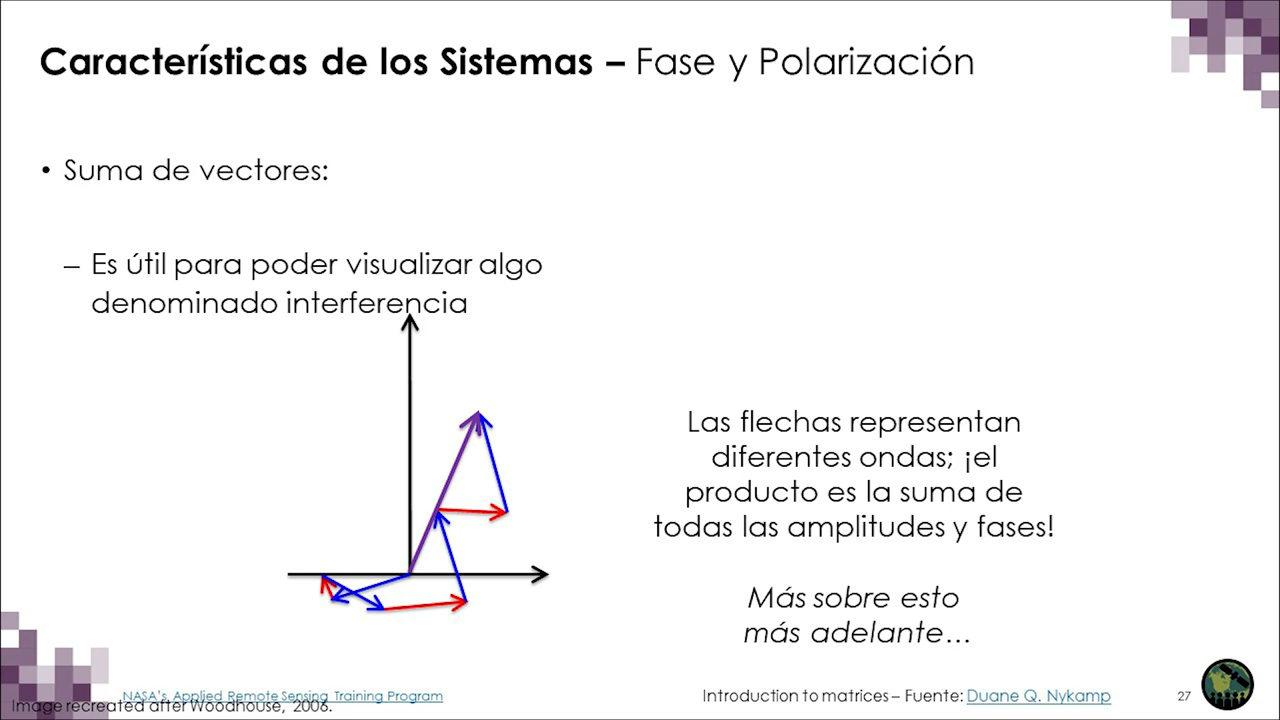 Características de los Sistemas – Fase y Polarización
• Suma de vectores:
– Es útil para poder visualizar algo
denominado interferencia
Las flechas representan
diferentes ondas; ¡el
producto es la suma de
todas las amplitudes y fases!
Más sobre esto
más adelante…
NASA's Applied Remote Sensing Training Program
Image recreated after Woodhouse, 2006.
Introduction to matrices – Fuente: Duane Q. Nykamp
27